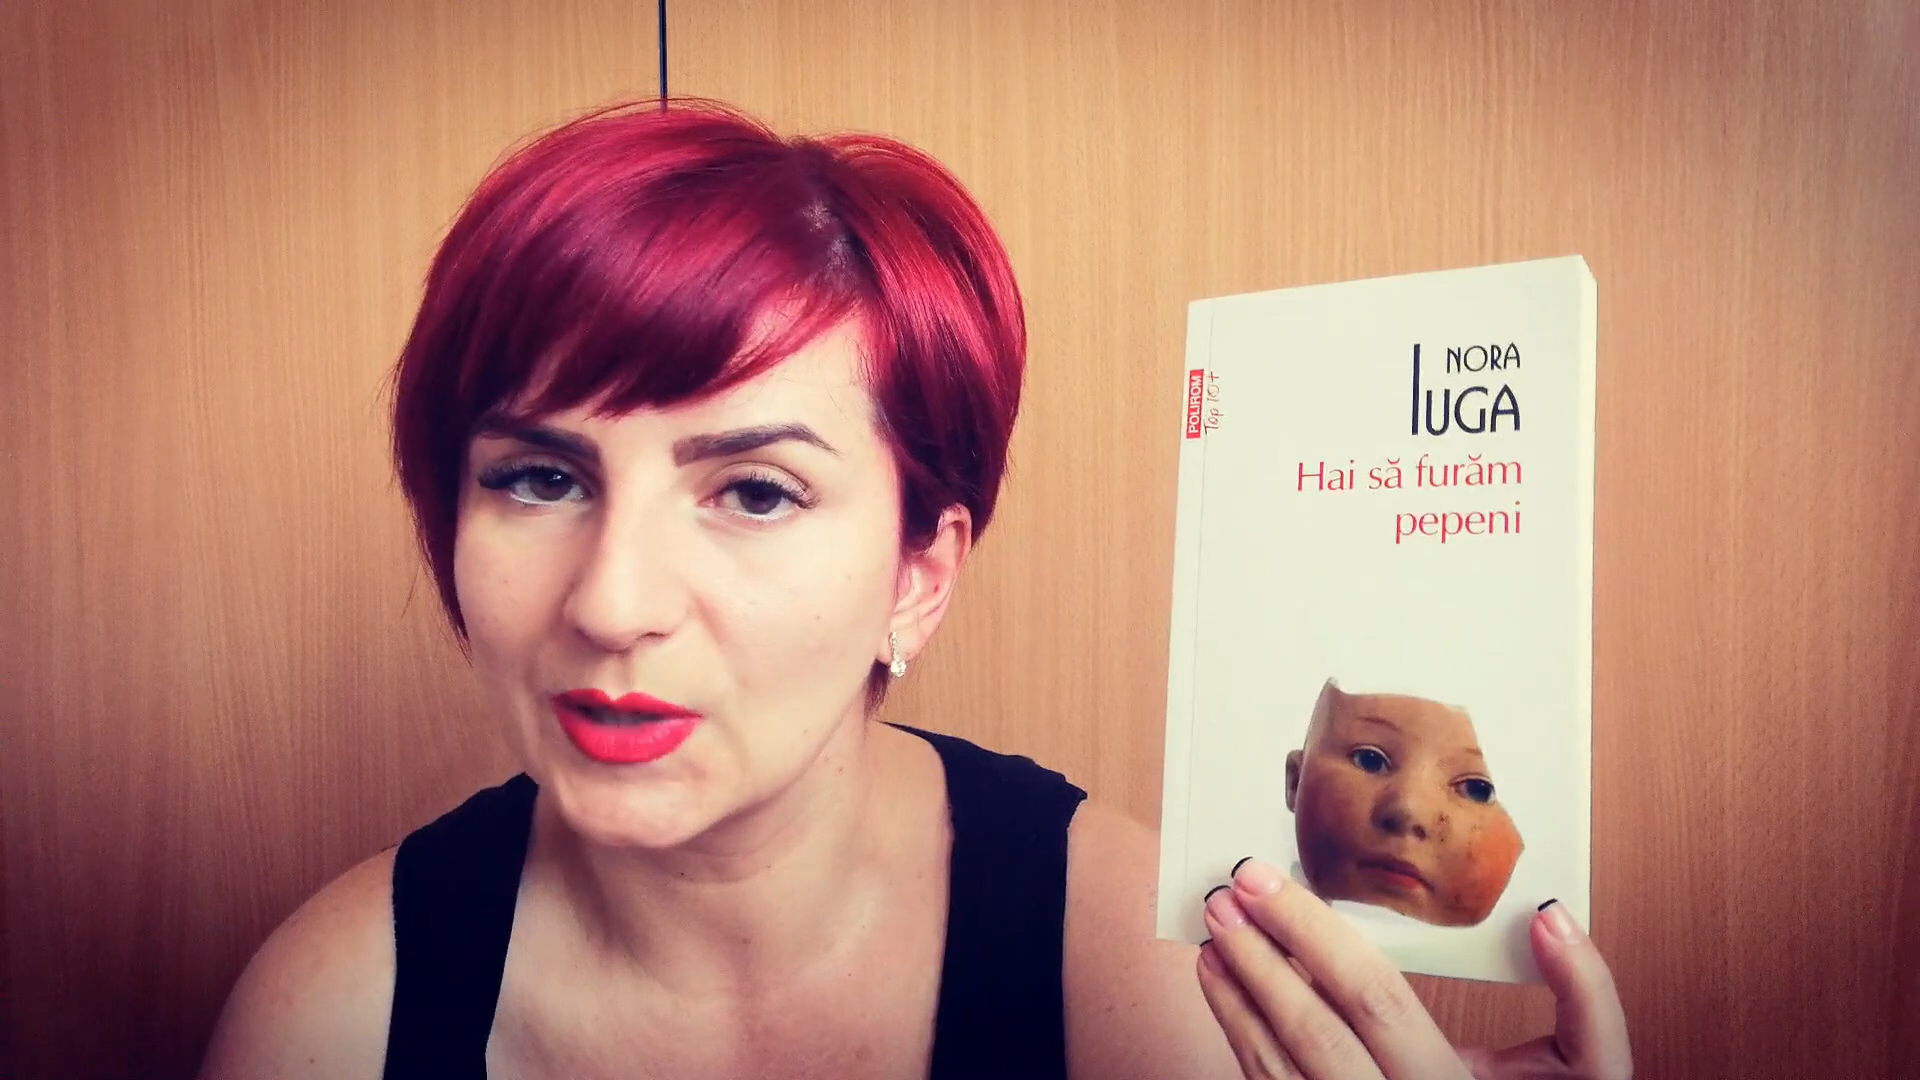 NORA
IUGA
Hai să furăm
pepeni
POLIROM
Top 10+